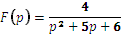 F(p) = 4 / (p² + 5p + 6)